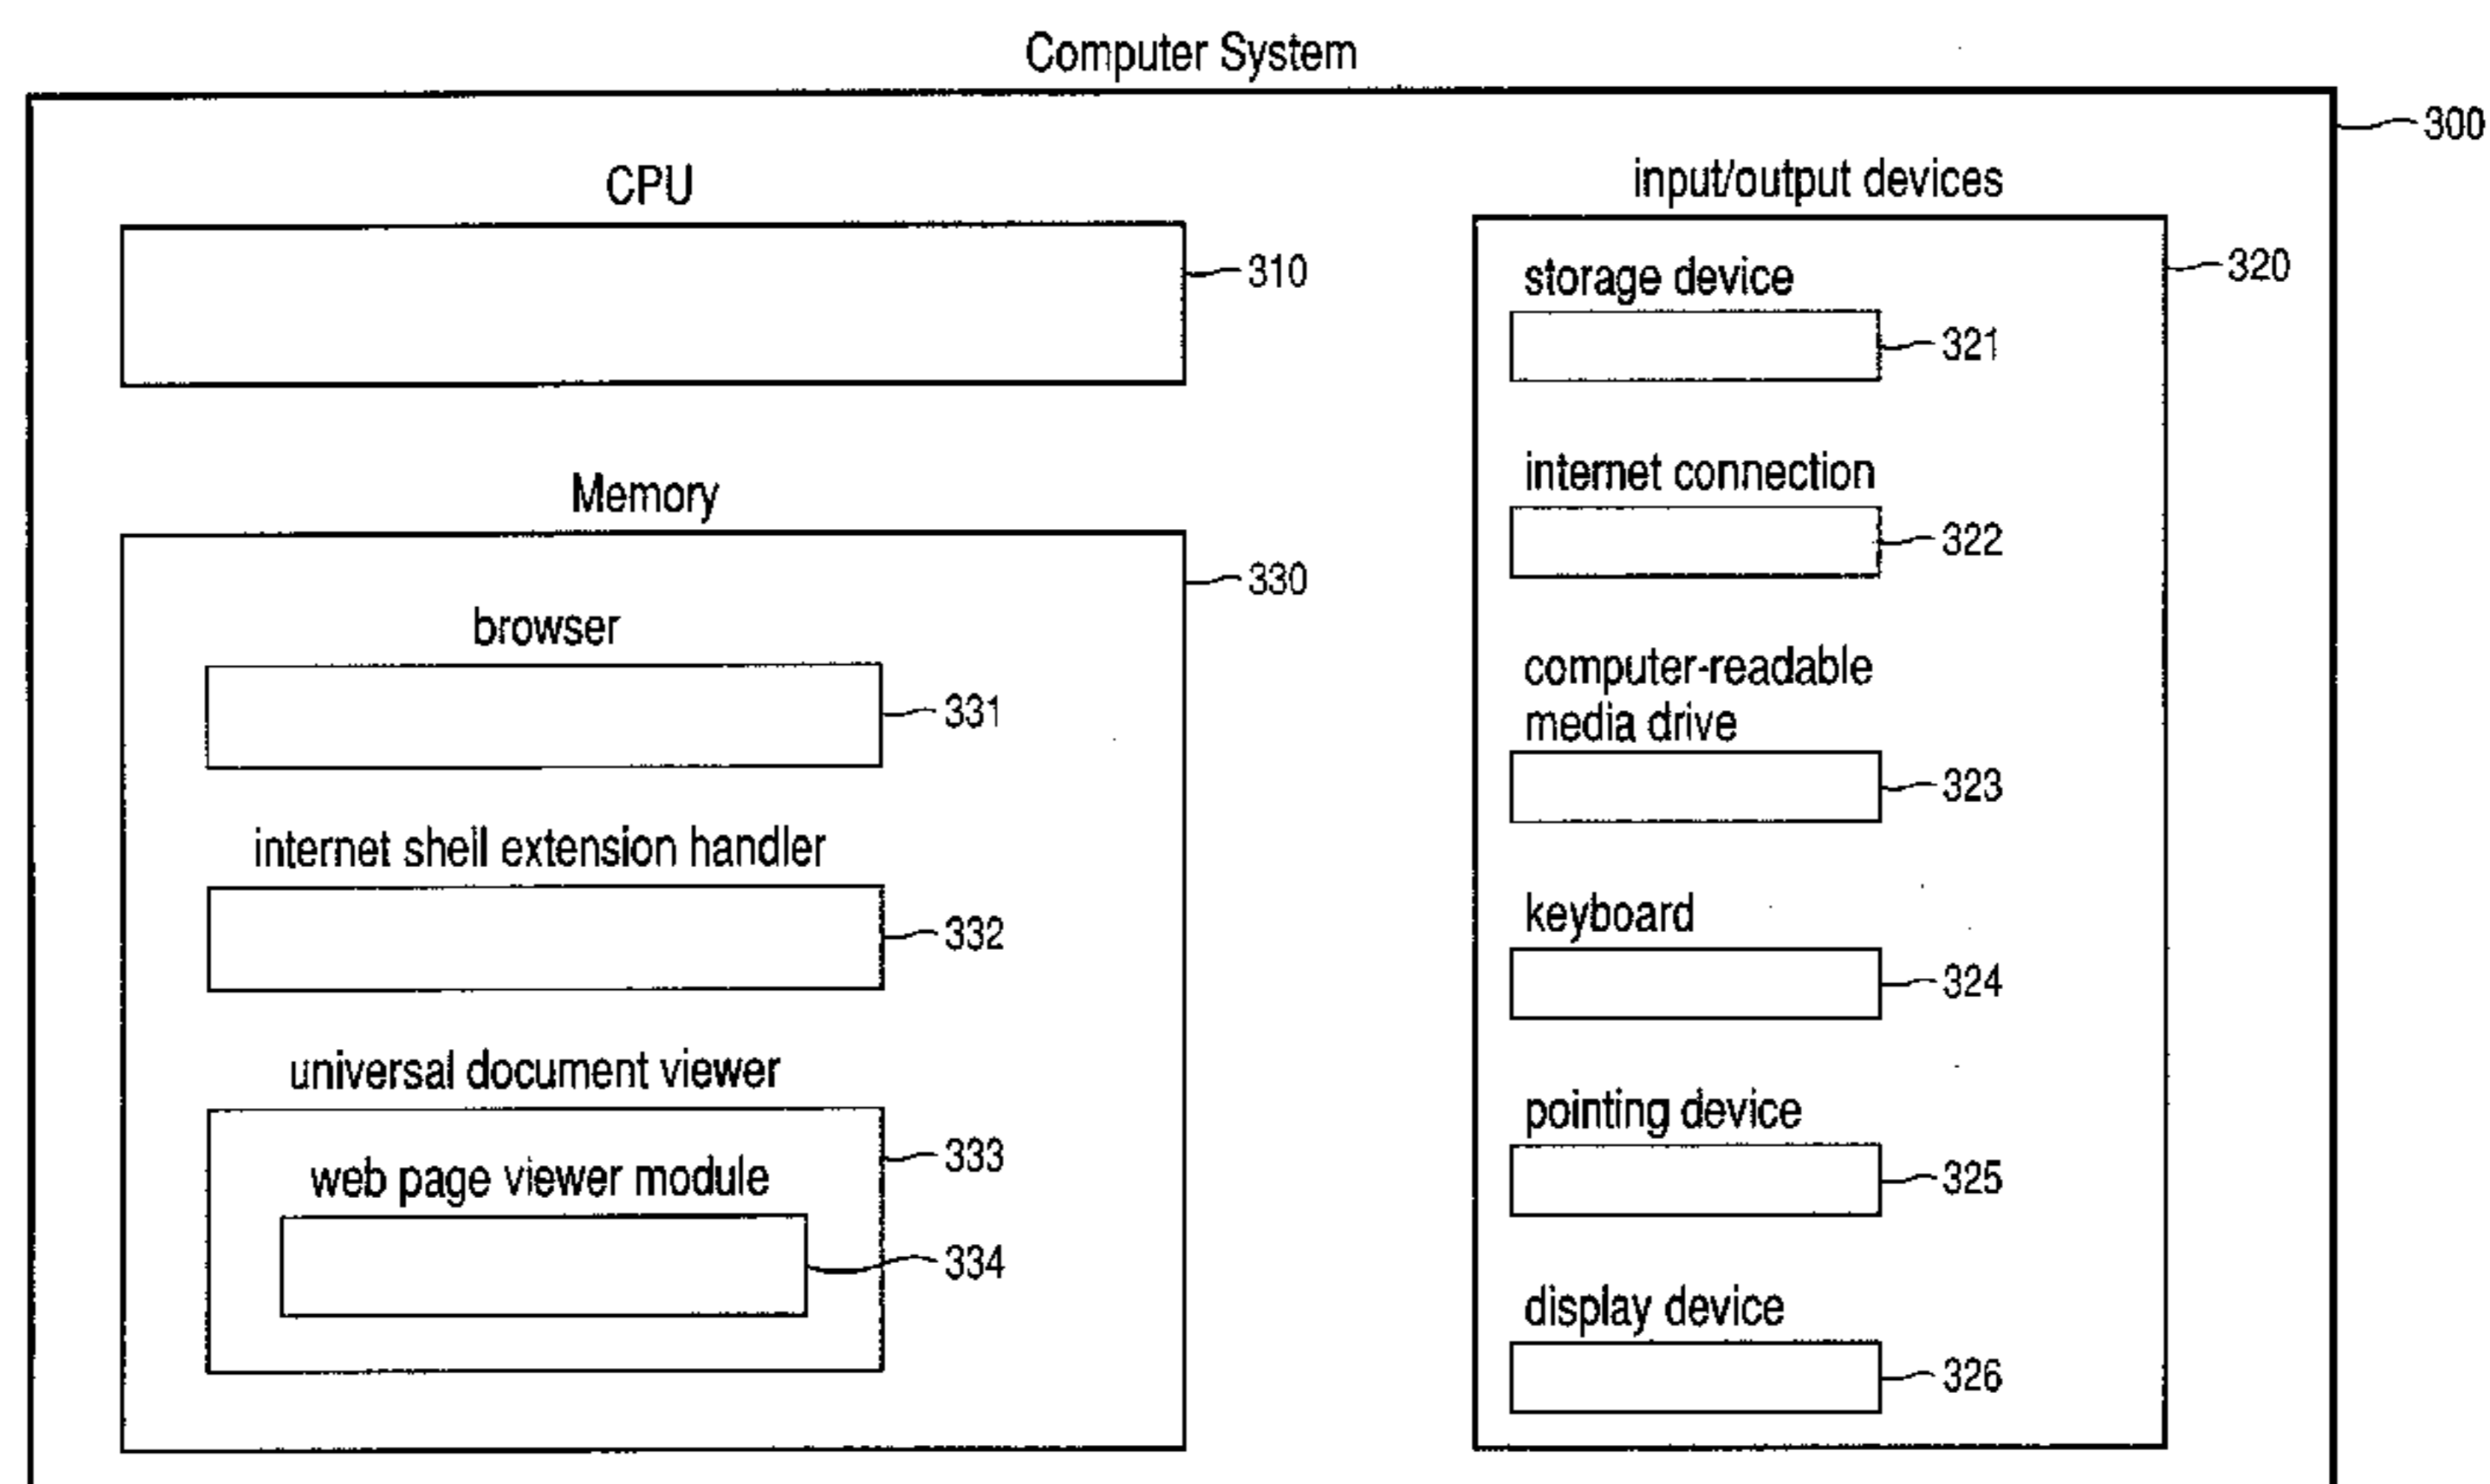 Computer System
300
CPU
310
Memory
330
browser
331
internet shell extension handler
332
universal document viewer
333
web page viewer module
334
input/output devices
320
storage device
321
internet connection
322
computer-readable
media drive
323
keyboard
324
pointing device
325
display device
326